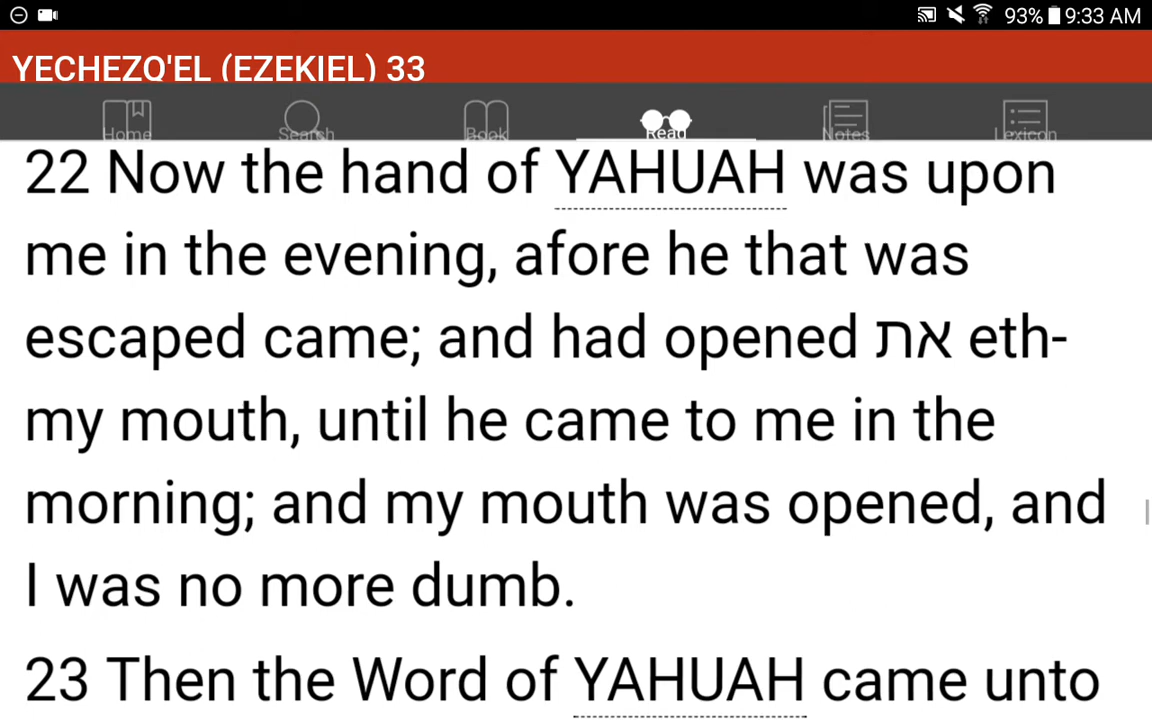 93% 9:33 AM
YECHEZQ'EL (EZEKIEL) 33
Home Search Book Read Notes Lexicon
22 Now the hand of YAHUAH was upon
me in the evening, afore he that was
escaped came; and had opened את eth-
my mouth, until he came to me in the
morning; and my mouth was opened, and
I was no more dumb.
23 Then the Word of YAHUAH came unto